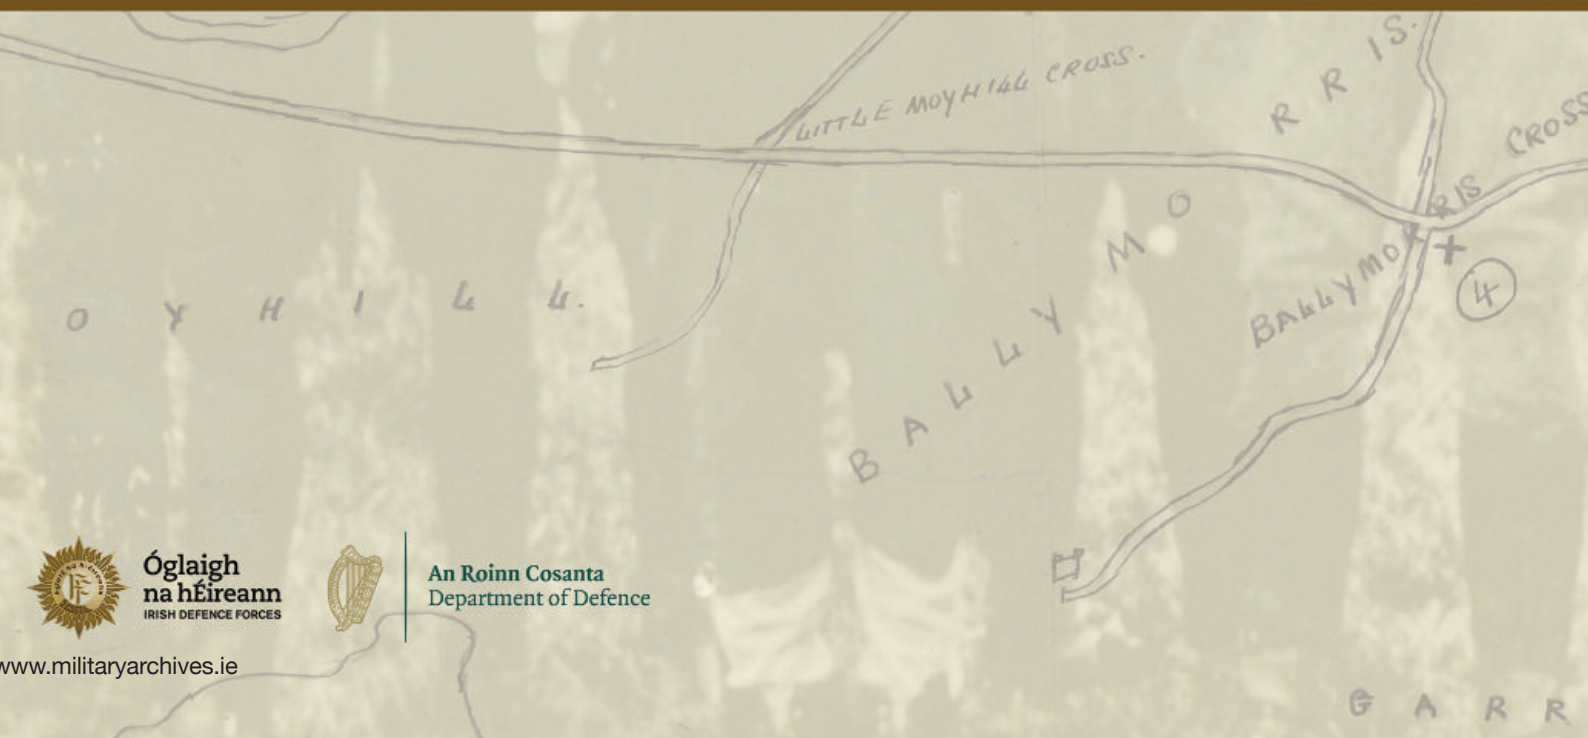 R R I S.
LITTLE MOYHILL CROSS.
CROSS
BALLYMORRIS
4
O Y H I L L.
B A L L Y M O
Óglaigh
na hÉireann
IRISH DEFENCE FORCES
An Roinn Cosanta
Department of Defence
www.militaryarchives.ie
G A R R